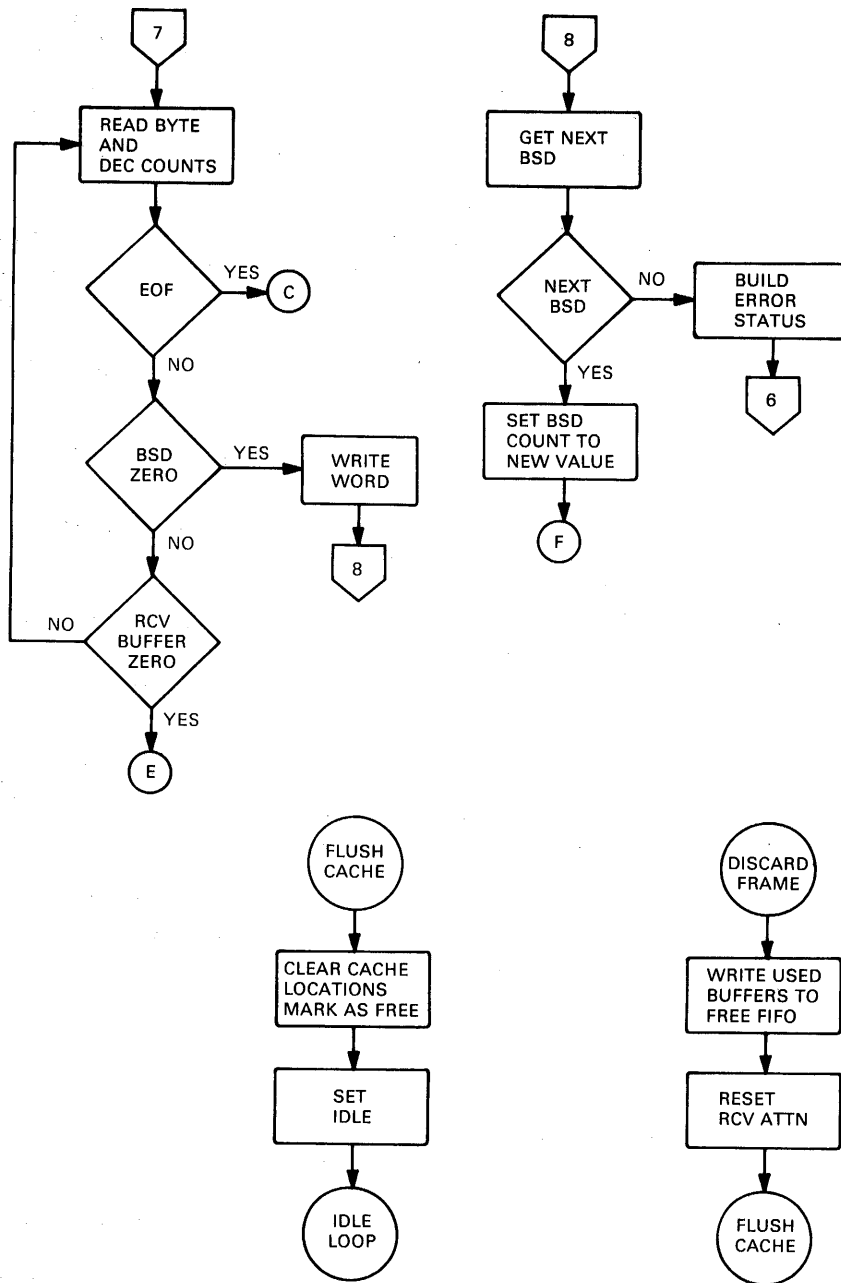 7
READ BYTE
AND
DEC COUNTS
EOF
YES
C
NO
BSD
ZERO
YES
WRITE
WORD
8
NO
RCV
BUFFER
ZERO
NO
YES
E
8
GET NEXT
BSD
NEXT
BSD
NO
BUILD
ERROR
STATUS
6
YES
SET BSD
COUNT TO
NEW VALUE
F
FLUSH
CACHE
CLEAR CACHE
LOCATIONS
MARK AS FREE
SET
IDLE
IDLE
LOOP
DISCARD
FRAME
WRITE USED
BUFFERS TO
FREE FIFO
RESET
RCV ATTN
FLUSH
CACHE